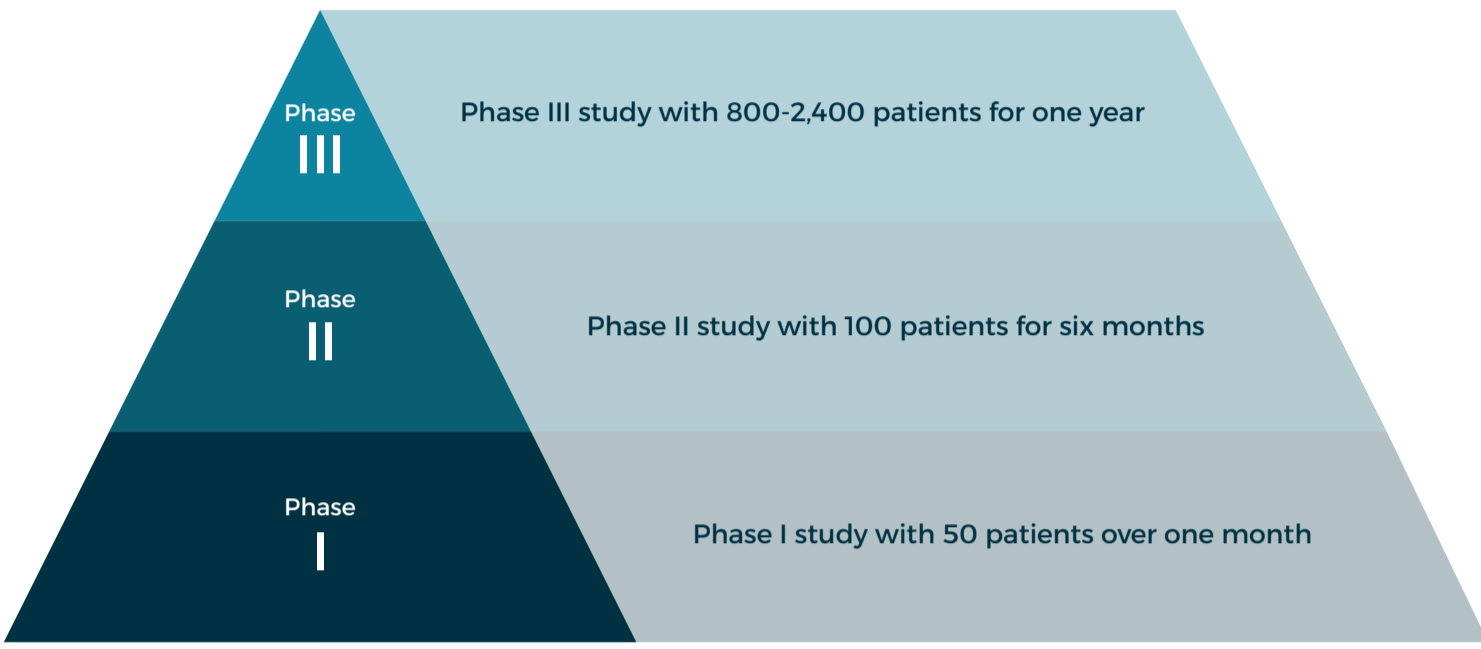 Phase
III
Phase III study with 800-2,400 patients for one year
Phase
II
Phase II study with 100 patients for six months
Phase
I
Phase I study with 50 patients over one month